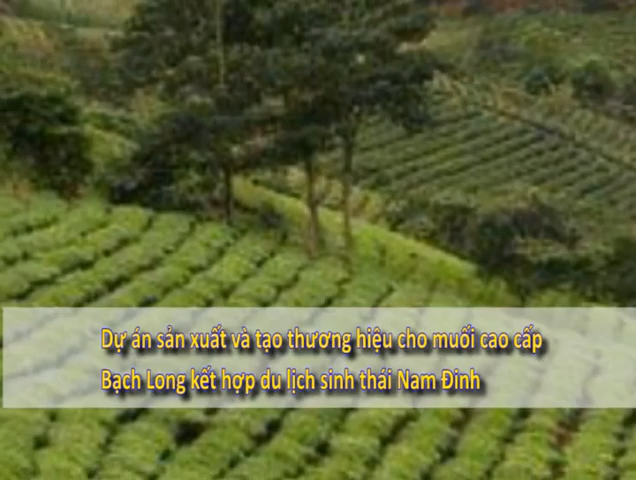 Dự án sản xuất và tạo thương hiệu cho muối cao cấp
Bạch Long kết hợp du lịch sinh thái Nam Đinh